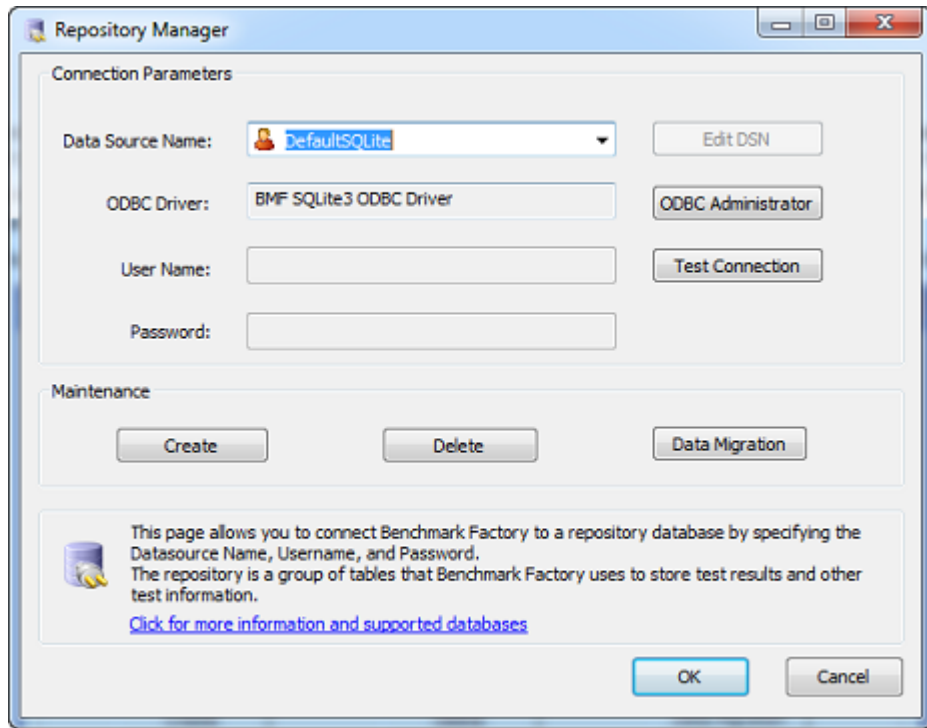 Repository Manager
Connection Parameters
Data Source Name:
DefaultSQLite
Edit DSN
ODBC Driver:
BMF SQLite3 ODBC Driver
ODBC Administrator
User Name:
Test Connection
Password:
Maintenance
Create
Delete
Data Migration
This page allows you to connect Benchmark Factory to a repository database by specifying the
Datasource Name, Username, and Password.
The repository is a group of tables that Benchmark Factory uses to store test results and other
test information.
Click for more information and supported databases
OK
Cancel